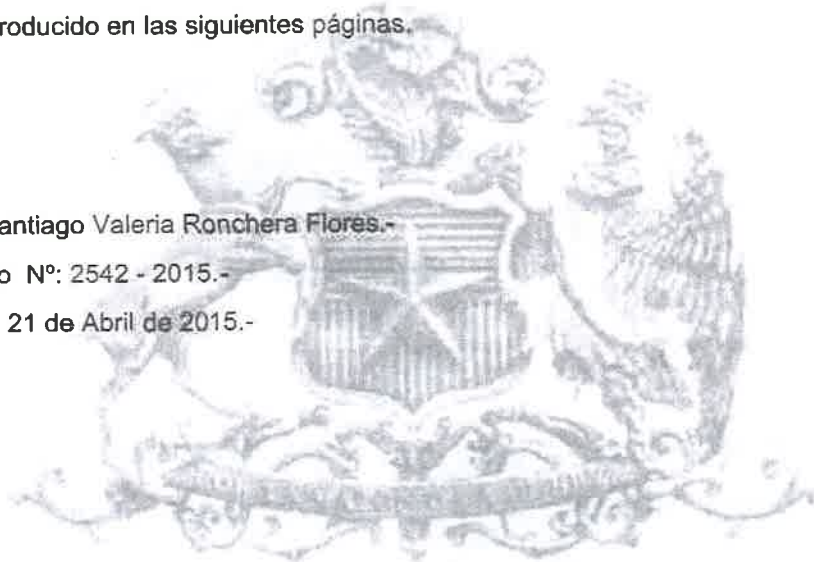 roducido en las siguientes páginas.
antiago Valeria Ronchera Flores.-
o Nº: 2542 - 2015.-
21 de Abril de 2015.-